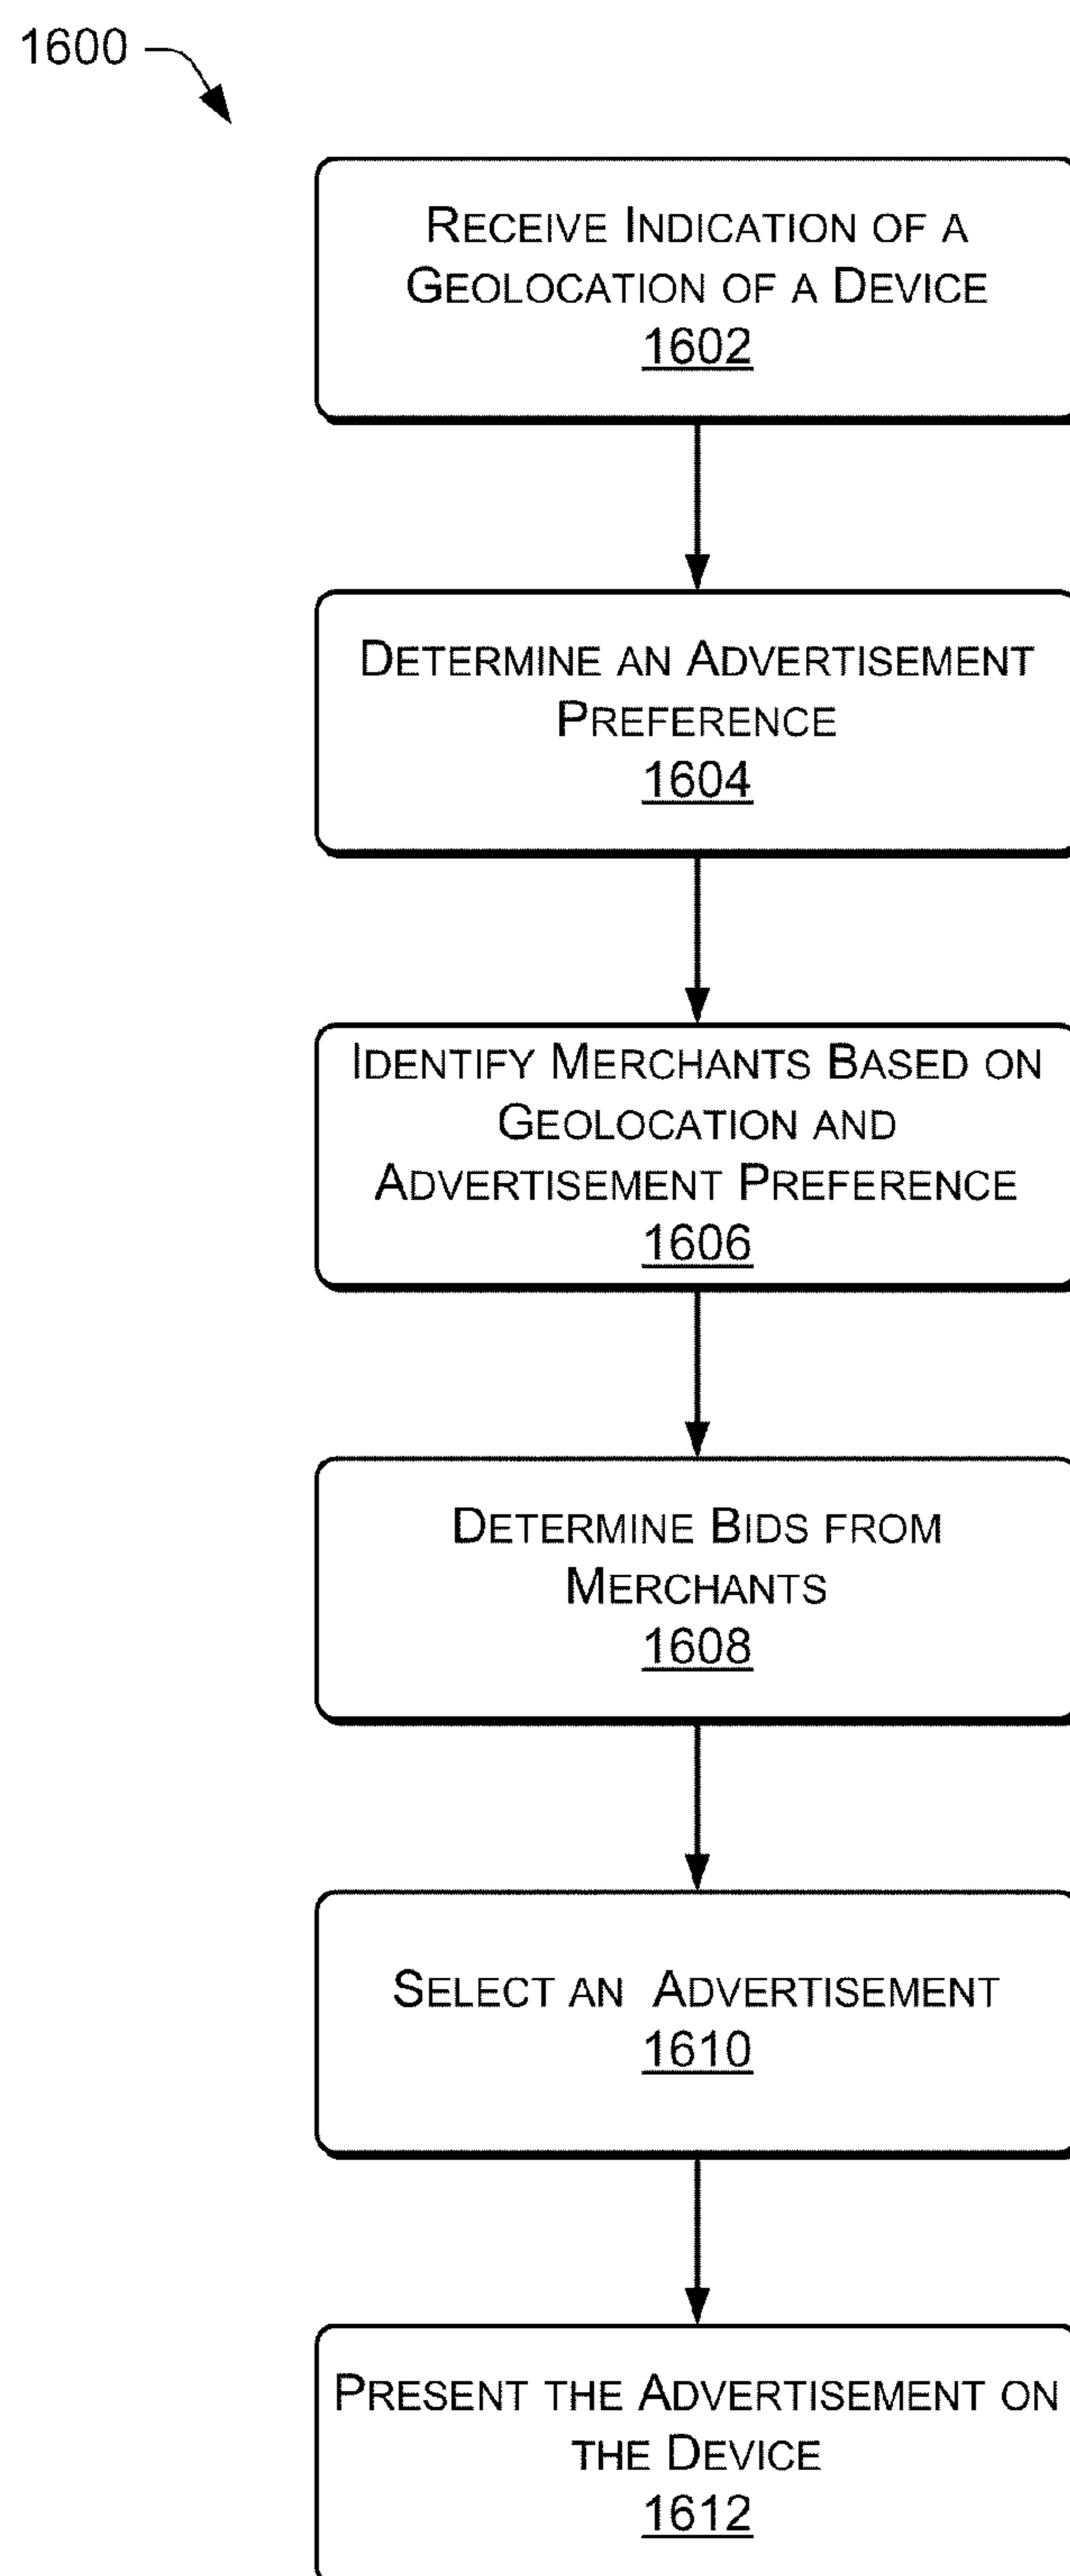 1600
RECEIVE INDICATION OF A
GEOLOCATION OF A DEVICE
1602
DETERMINE AN ADVERTISEMENT
PREFERENCE
1604
IDENTIFY MERCHANTS BASED ON
GEOLOCATION AND
ADVERTISEMENT PREFERENCE
1606
DETERMINE BIDS FROM
MERCHANTS
1608
SELECT AN ADVERTISEMENT
1610
PRESENT THE ADVERTISEMENT ON
THE DEVICE
1612